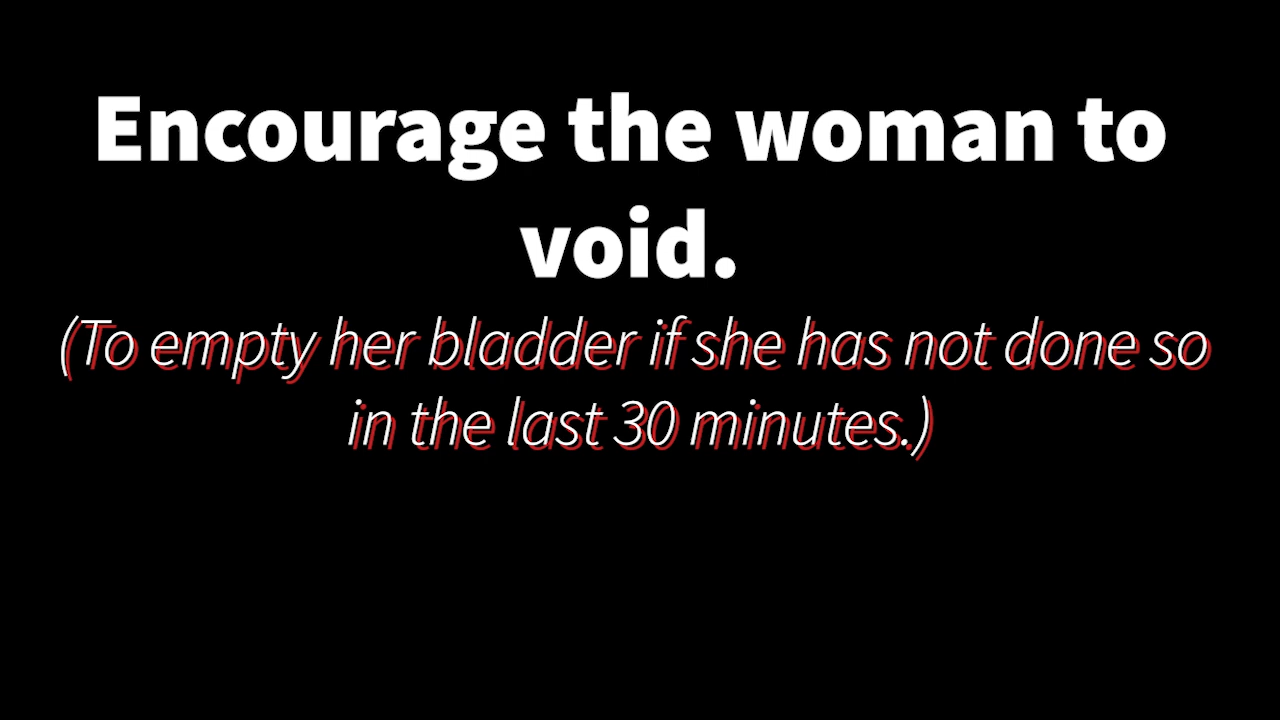 Encourage the woman to
void.
(To empty her bladder if she has not done so
in the last 30 minutes.)